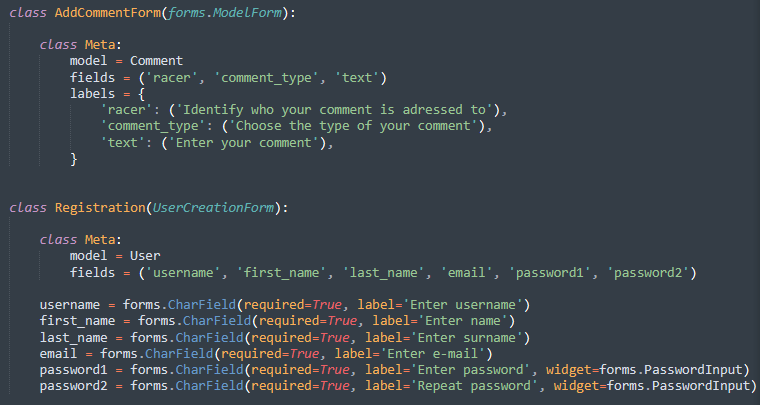 class AddCommentForm(forms.ModelForm):
class Meta:
model = Comment
fields = ('racer', 'comment_type', 'text')
labels = {
'racer': ('Identify who your comment is adressed to'),
'comment_type': ('Choose the type of your comment'),
'text': ('Enter your comment'),
}
class Registration(UserCreationForm):
class Meta:
model = User
fields = ('username', 'first_name', 'last_name', 'email', 'password1', 'password2')
username = forms.CharField(required=True, label='Enter username')
first_name = forms.CharField(required=True, label='Enter name')
last_name = forms.CharField(required=True, label='Enter surname')
email = forms.CharField(required=True, label='Enter e-mail')
password1 = forms.CharField(required=True, label='Enter password', widget=forms.PasswordInput)
password2 = forms.CharField(required=True, label='Repeat password', widget=forms.PasswordInput)